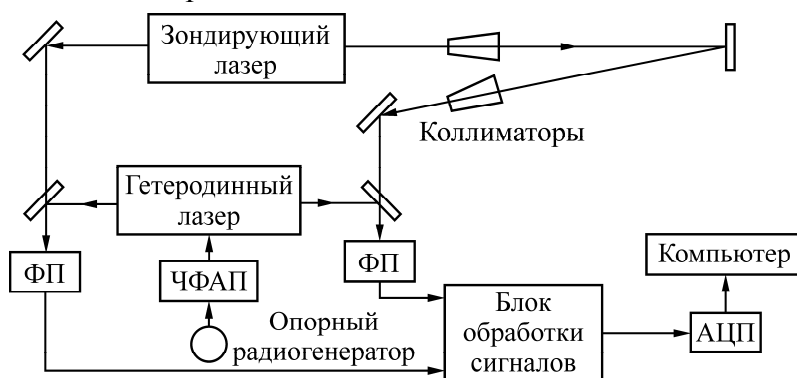 Зондирующий
лазер
Коллиматоры
Гетеродинный
лазер
ФП
ЧФАП
ФП
Компьютер
Опорный
радиогенератор
Блок
обработки
сигналов
АЦП